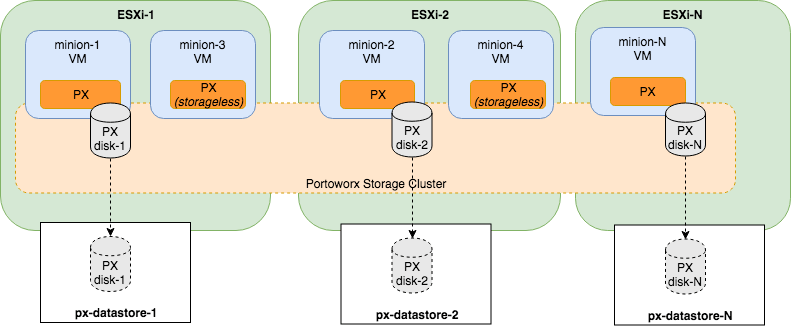 ESXi-1
ESXi-2
ESXi-N
minion-1
VM
minion-3
VM
minion-2
VM
minion-4
VM
minion-N
VM
PX
PX
(storageless)
PX
PX
(storageless)
PX
PX
disk-1
PX
disk-2
PX
disk-N
Portoworx Storage Cluster
PX
disk-1
PX
disk-2
PX
disk-N
px-datastore-1
px-datastore-2
px-datastore-N